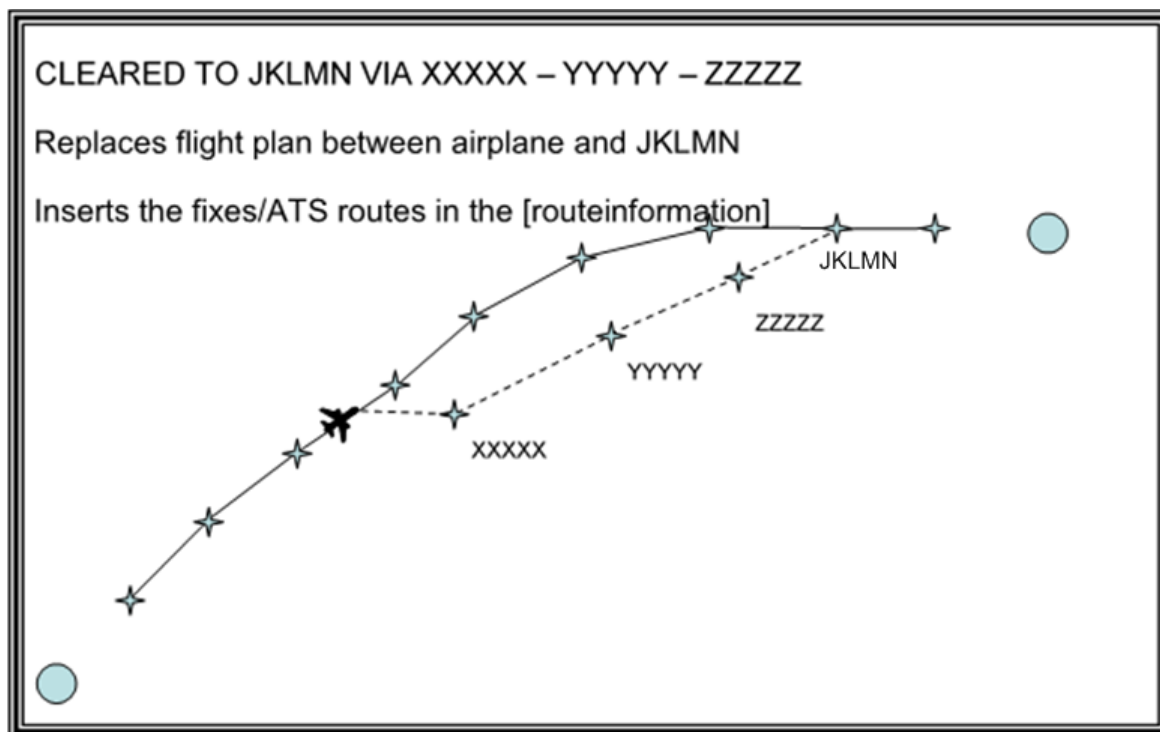 CLEARED TO JKLMN VIA XXXXX – YYYYY – ZZZZZ
Replaces flight plan between airplane and JKLMN
Inserts the fixes/ATS routes in the [routeinformation]
JKLMN
ZZZZZ
YYYYY
XXXXX